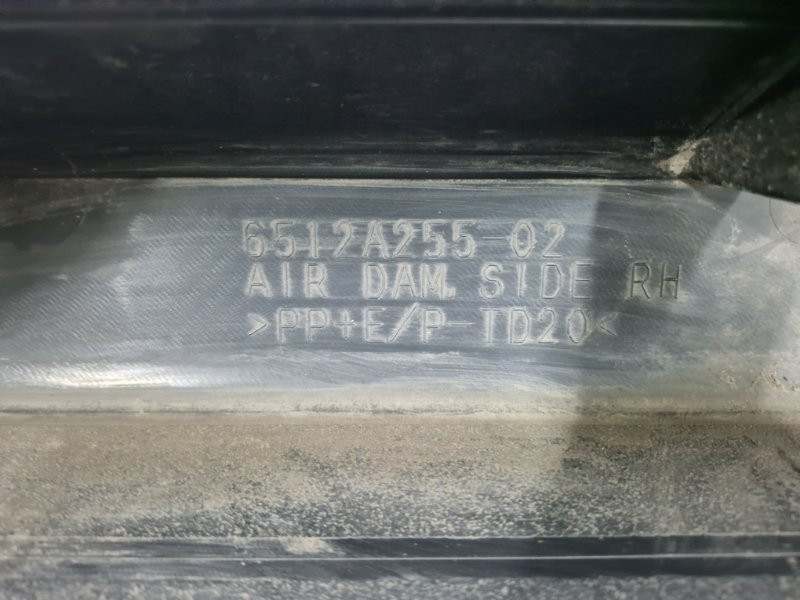 6512A255-02
AIR DAM, SIDE RH
>PP+E/P-TD20<